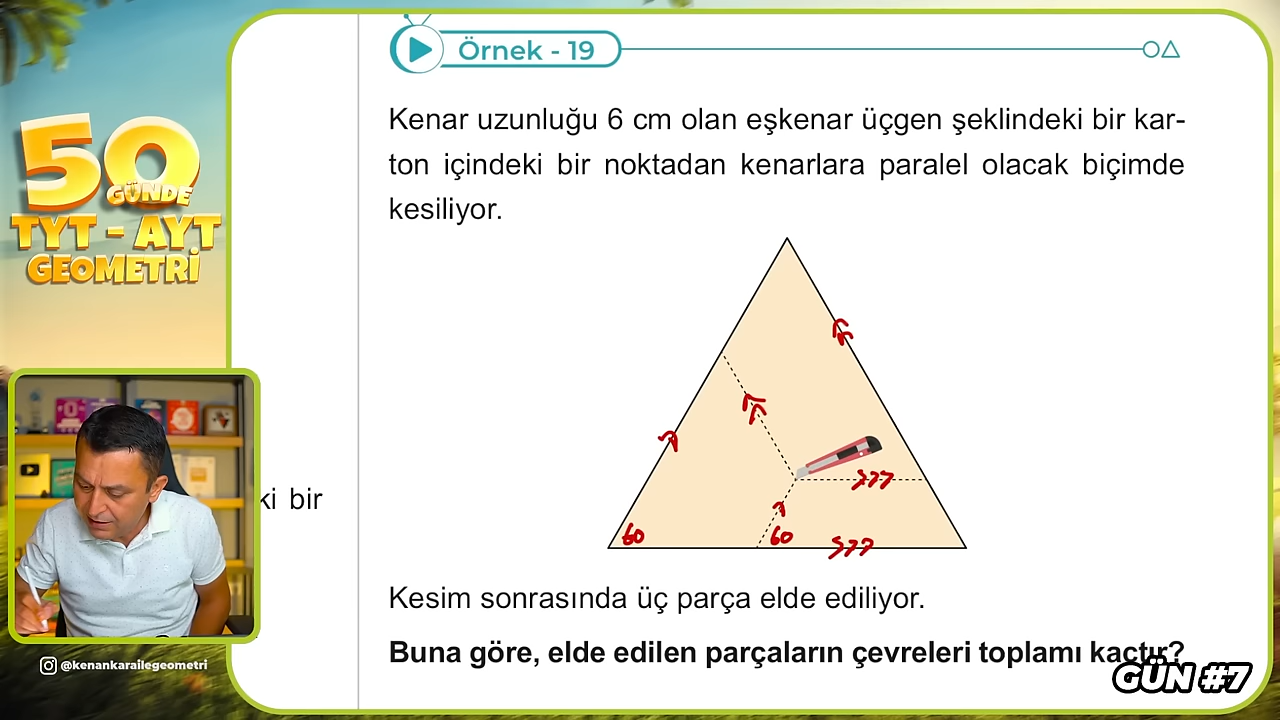 Örnek - 19
50
GÜNDE
TYT - AYT
GEOMETRİ
Kenar uzunluğu 6 cm olan eşkenar üçgen şeklindeki bir kar-
ton içindeki bir noktadan kenarlara paralel olacak biçimde
kesiliyor.
ki bir
60
60
Kesim sonrasında üç parça elde ediliyor.
Buna göre, elde edilen parçaların çevreleri toplamı kaçtır?
@kenankarailegeometri
GÜN #7